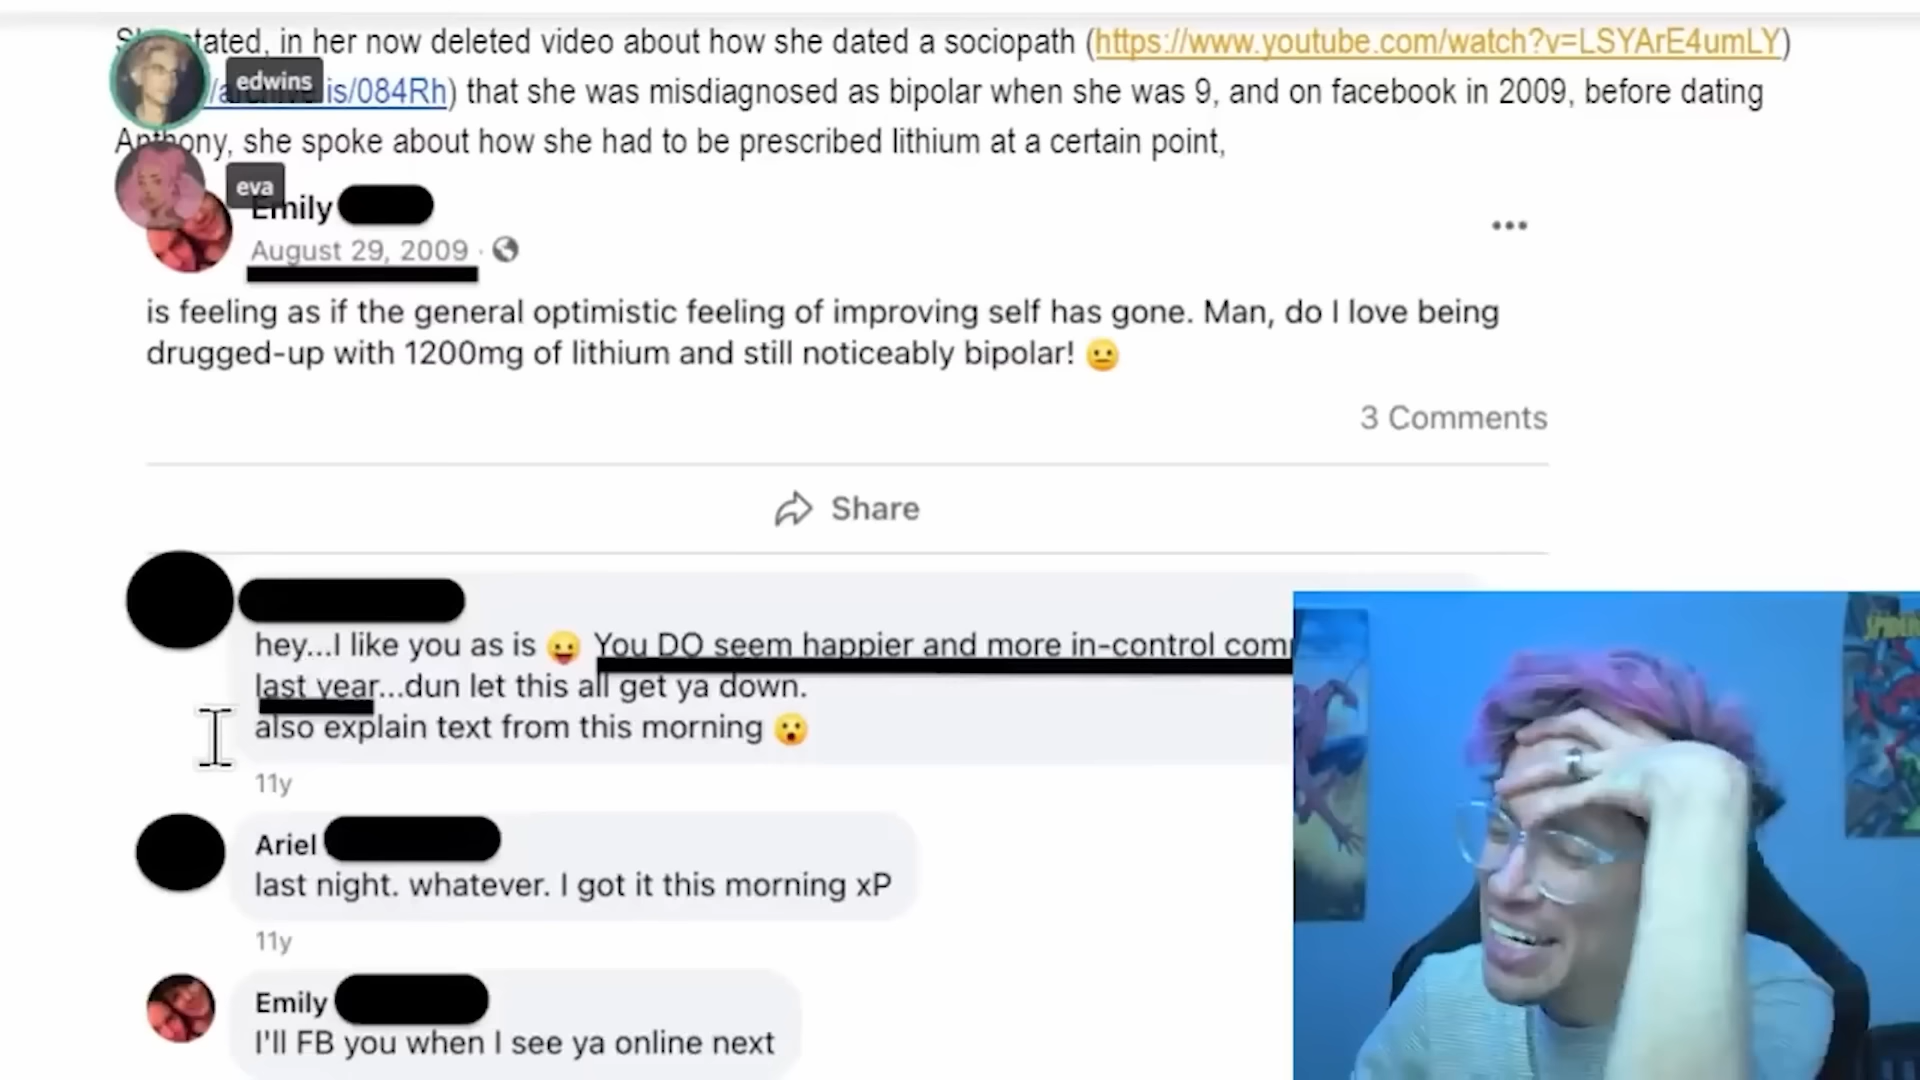 tated, in her now deleted video about how she dated a sociopath (https://www.youtube.com/watch?v=LSYArE4umLY)
edwins
is/084Rh) that she was misdiagnosed as bipolar when she was 9, and on facebook in 2009, before dating
Anthony, she spoke about how she had to be prescribed lithium at a certain point,
eva
Emily
August 29, 2009 ·
is feeling as if the general optimistic feeling of improving self has gone. Man, do I love being
drugged-up with 1200mg of lithium and still noticeably bipolar! 😐
3 Comments
Share
hey...I like you as is 😛 You DO seem happier and more in-control com
last year...dun let this all get ya down.
also explain text from this morning 😮
11y
Ariel
last night. whatever. I got it this morning xP
11y
Emily
I'll FB you when I see ya online next